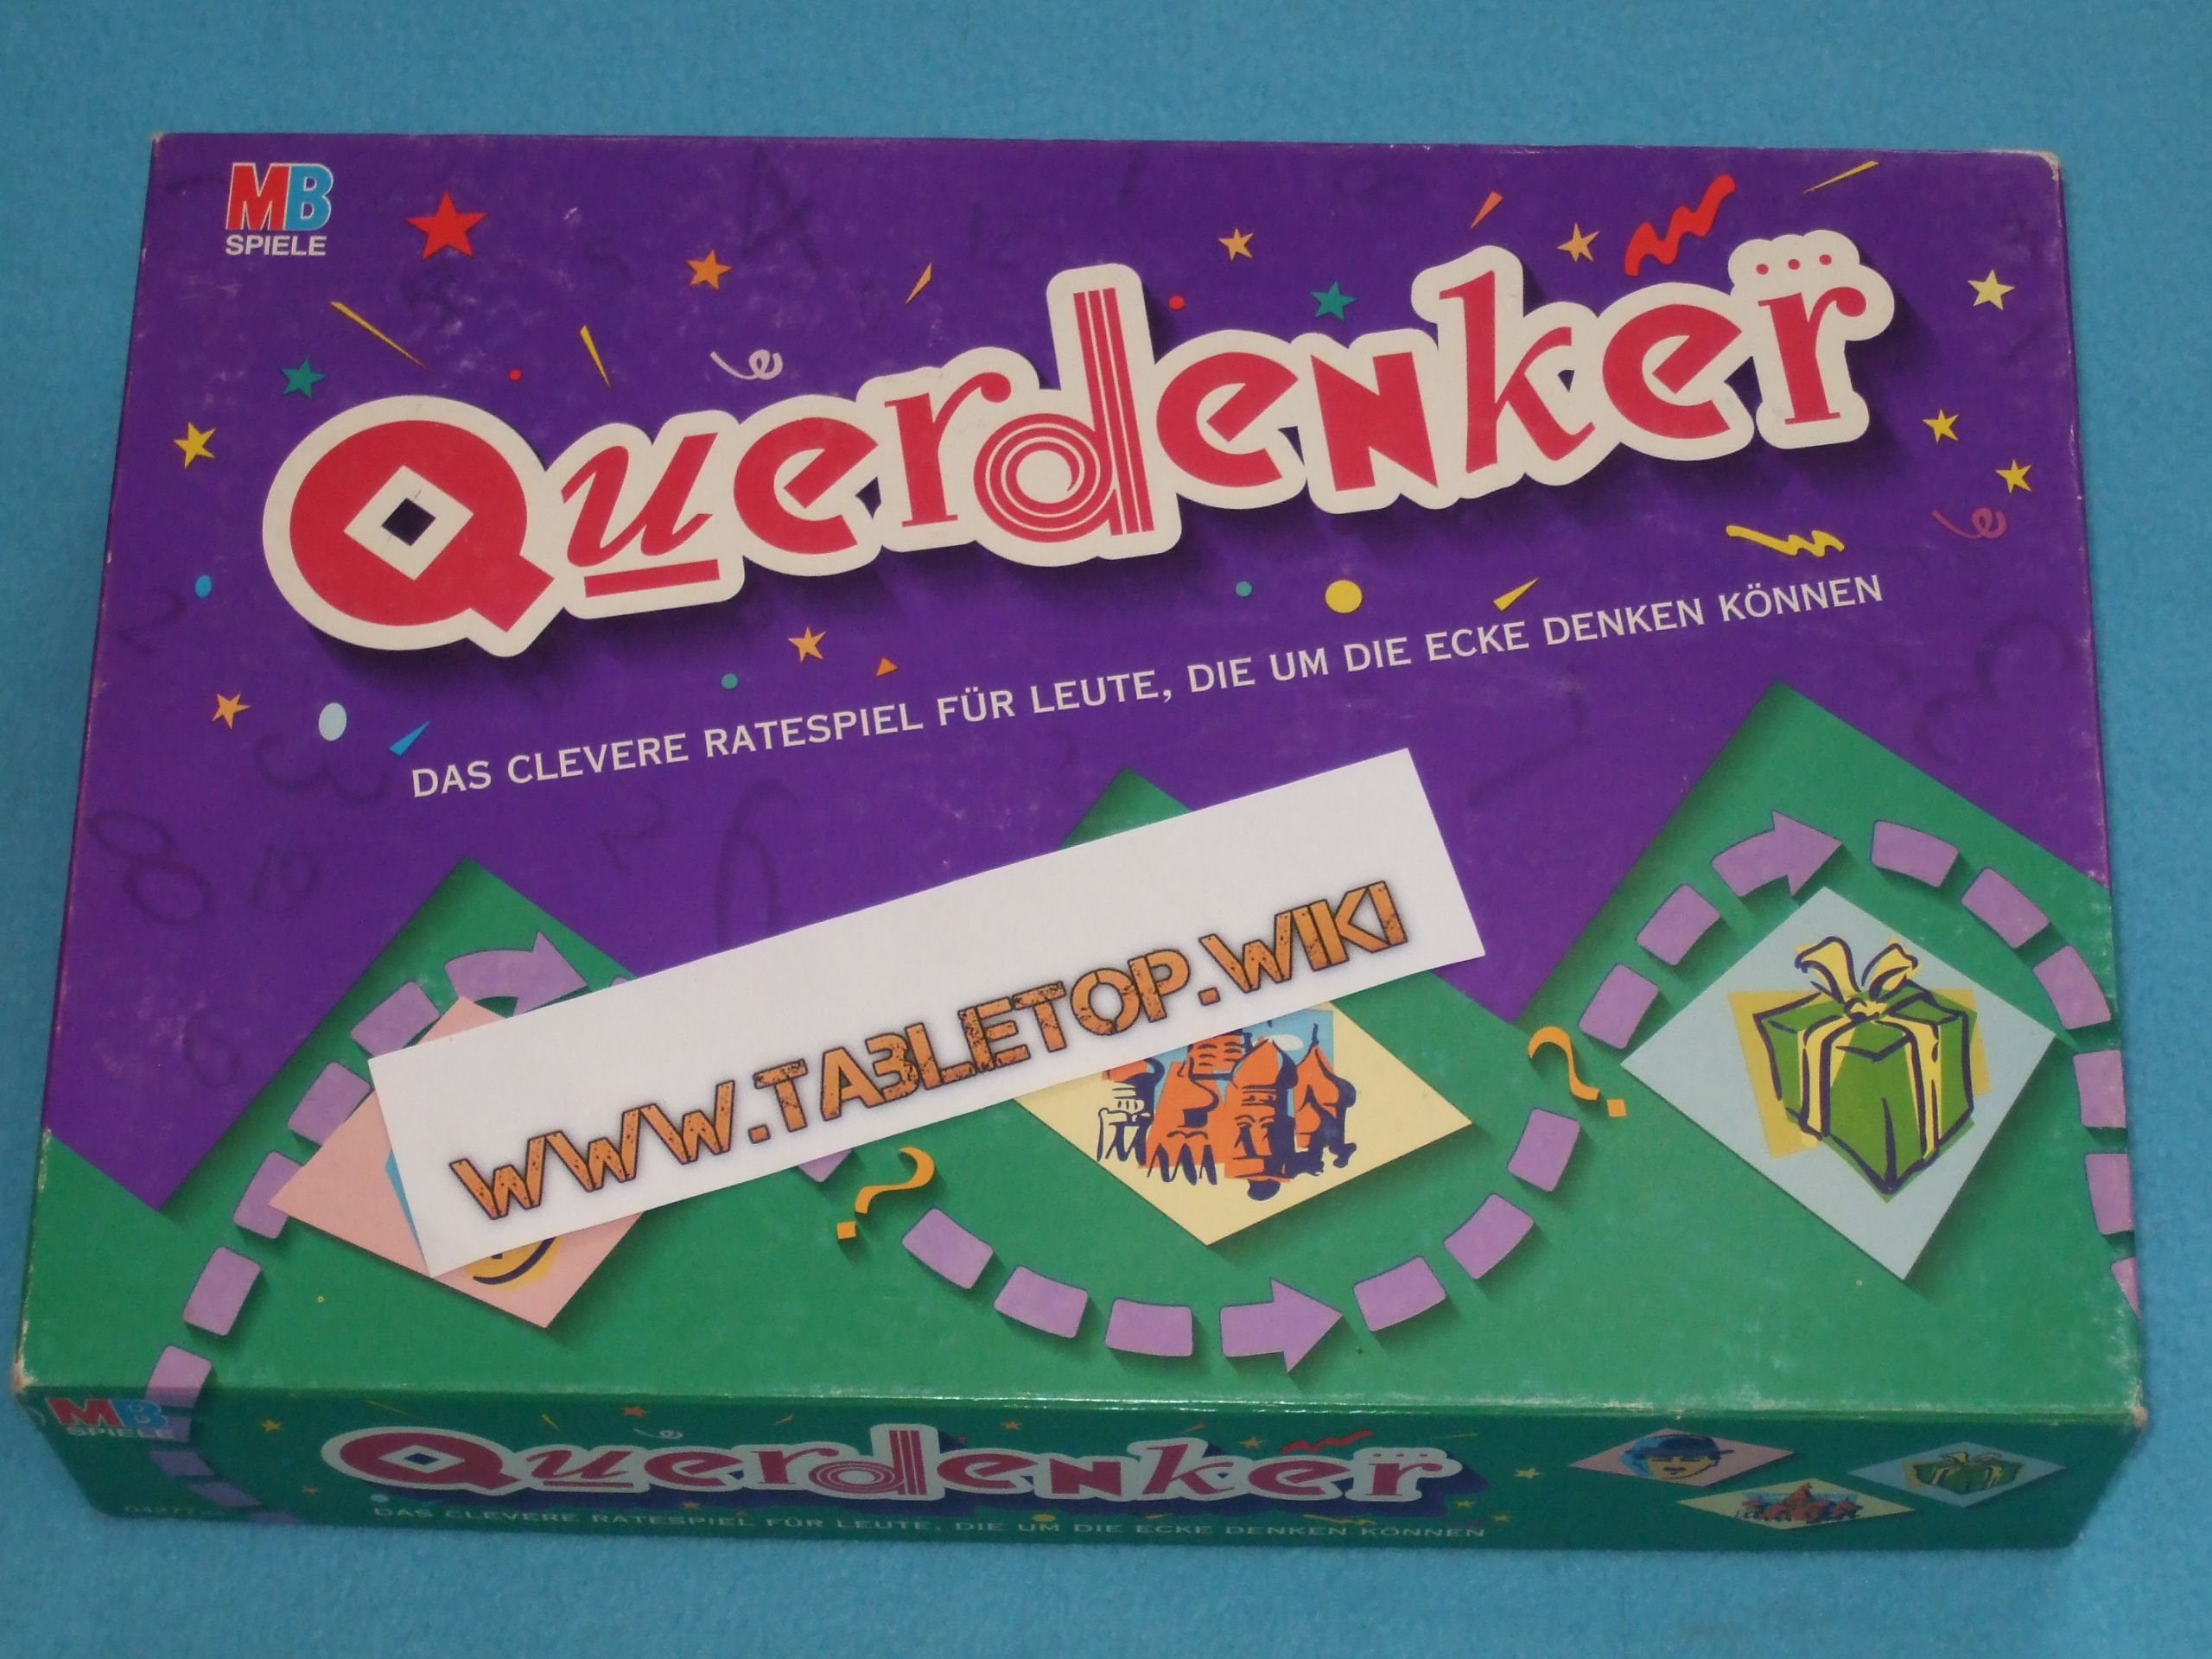 MB
SPIELE
Querdenker
DAS CLEVERE RATESPIEL FÜR LEUTE, DIE UM DIE ECKE DENKEN KÖNNEN
WWW.TABLETOP.WIKI
?
?
MB
SPIELE
Querdenker
DAS CLEVERE RATESPIEL FÜR LEUTE, DIE UM DIE ECKE DENKEN KÖNNEN